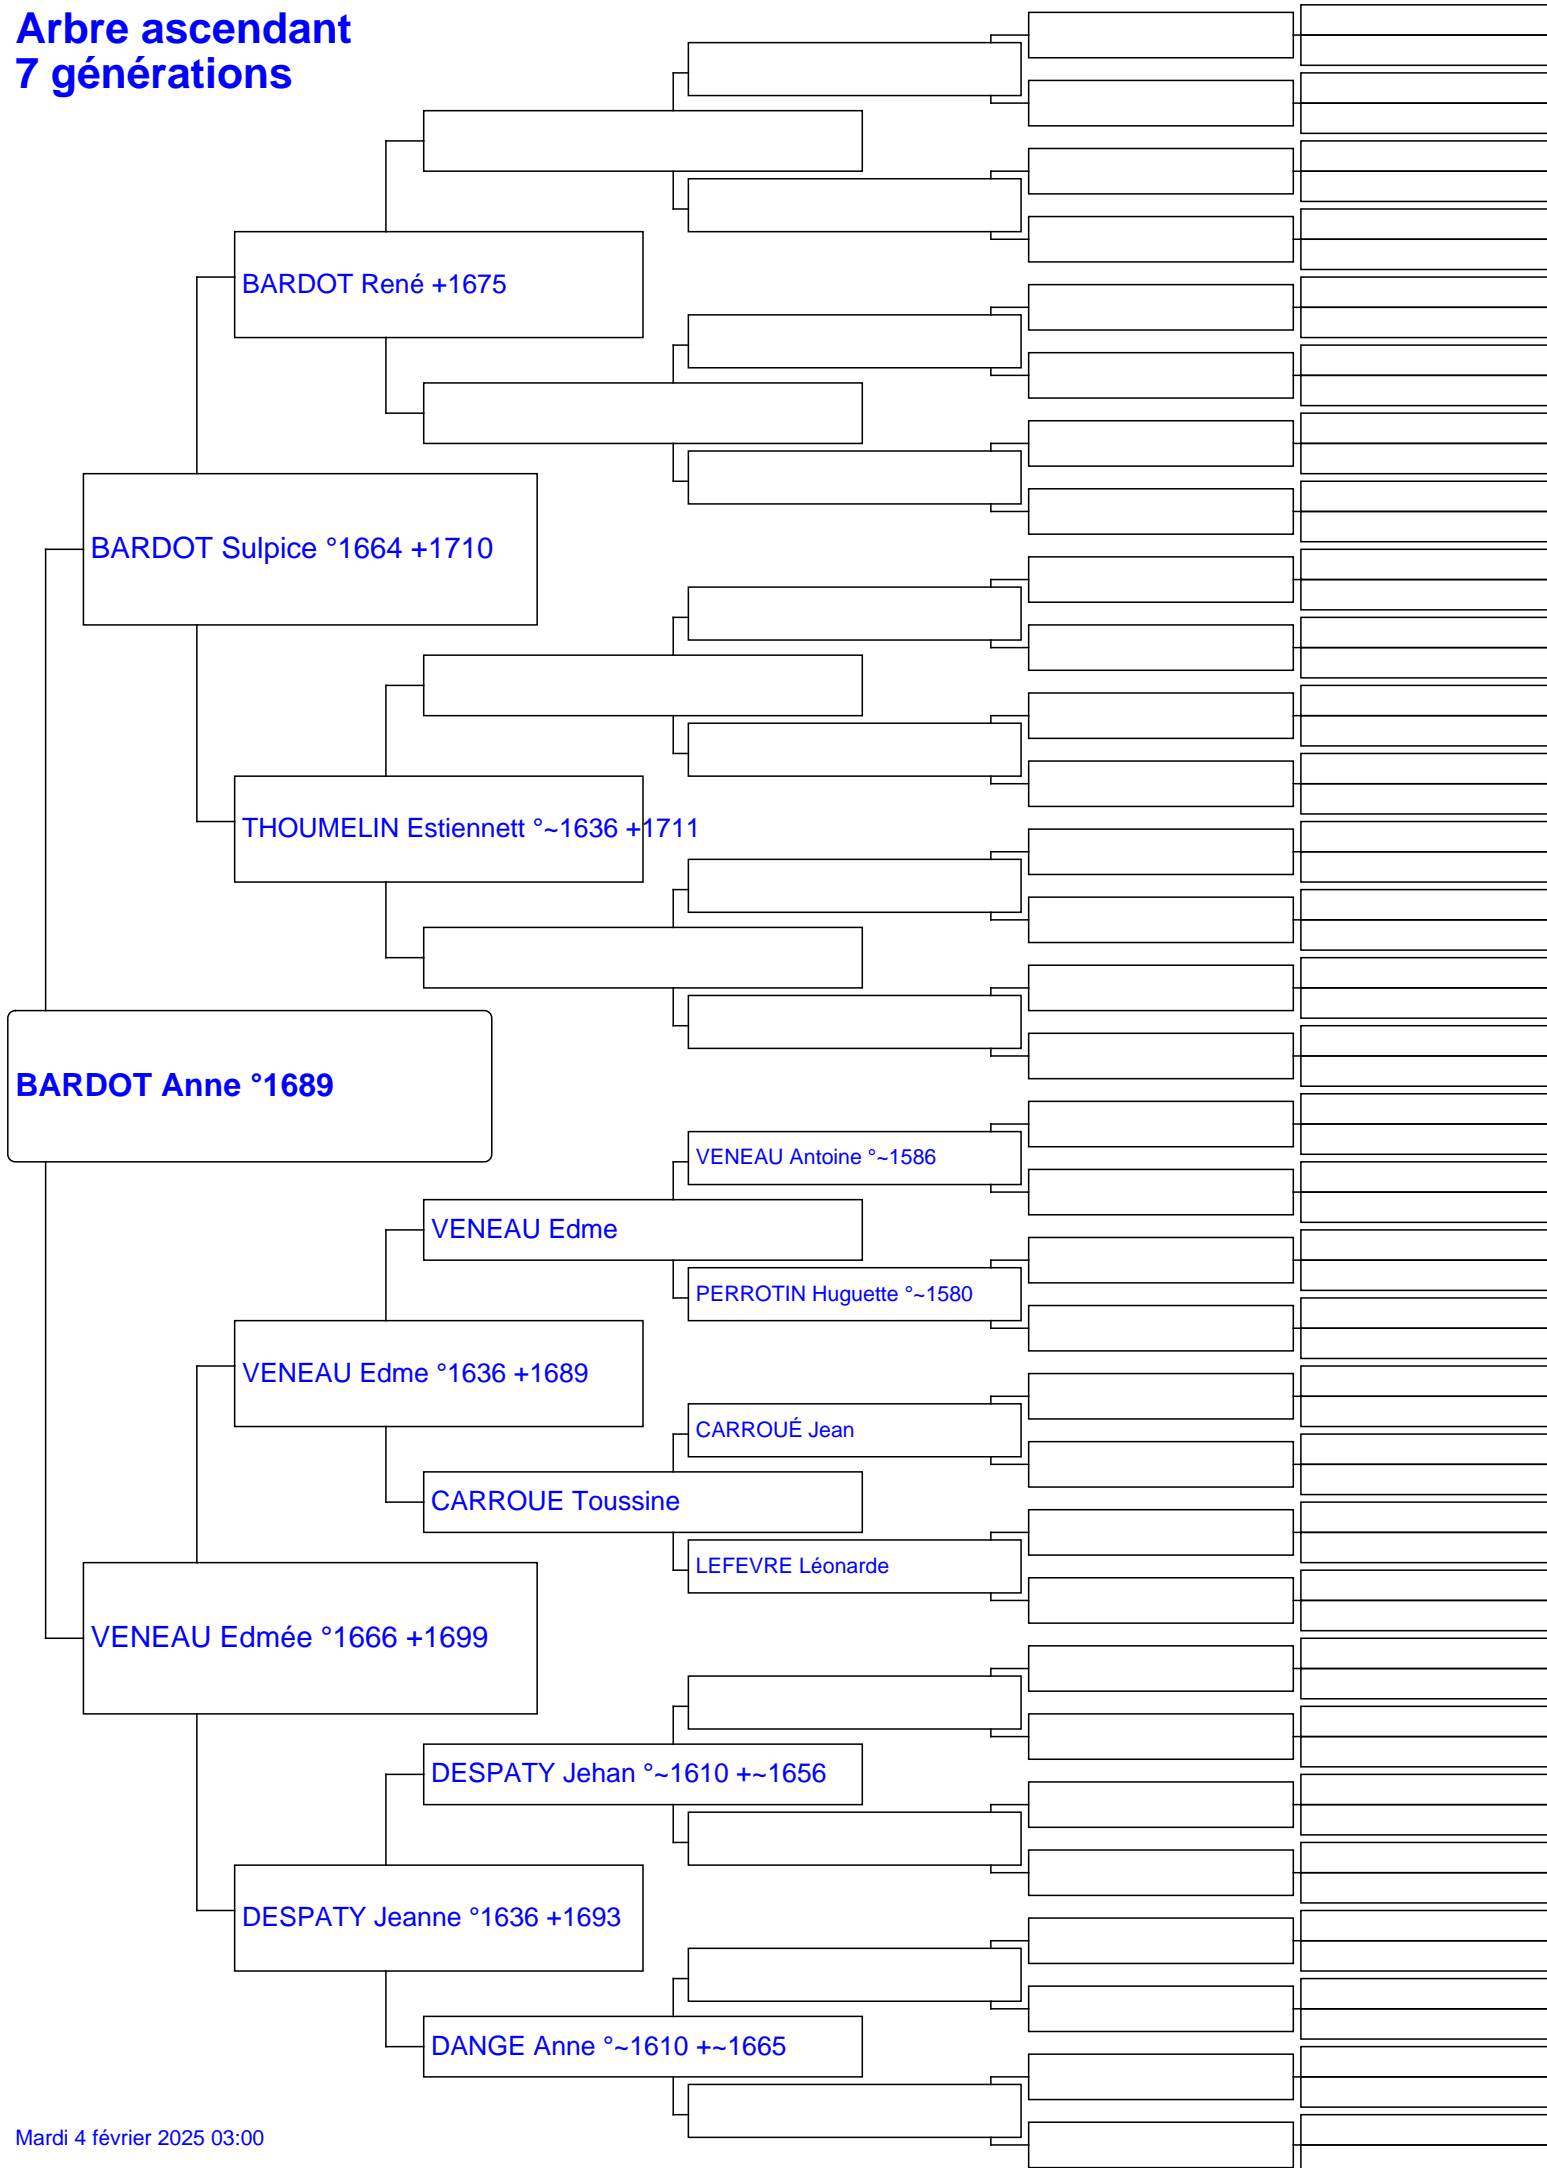 Arbre ascendant
7 générations
BARDOT René +1675
BARDOT Sulpice °1664 +1710
THOUMELIN Estiennett °~1636 +1711
BARDOT Anne °1689
VENEAU Antoine °~1586
VENEAU Edme
PERROTIN Huguette °~1580
VENEAU Edme °1636 +1689
CARROUÉ Jean
CARROUE Toussine
LEFEVRE Léonarde
VENEAU Edmée °1666 +1699
DESPATY Jehan °~1610 +~1656
DESPATY Jeanne °1636 +1693
DANGE Anne °~1610 +~1665
Mardi 4 février 2025 03:00